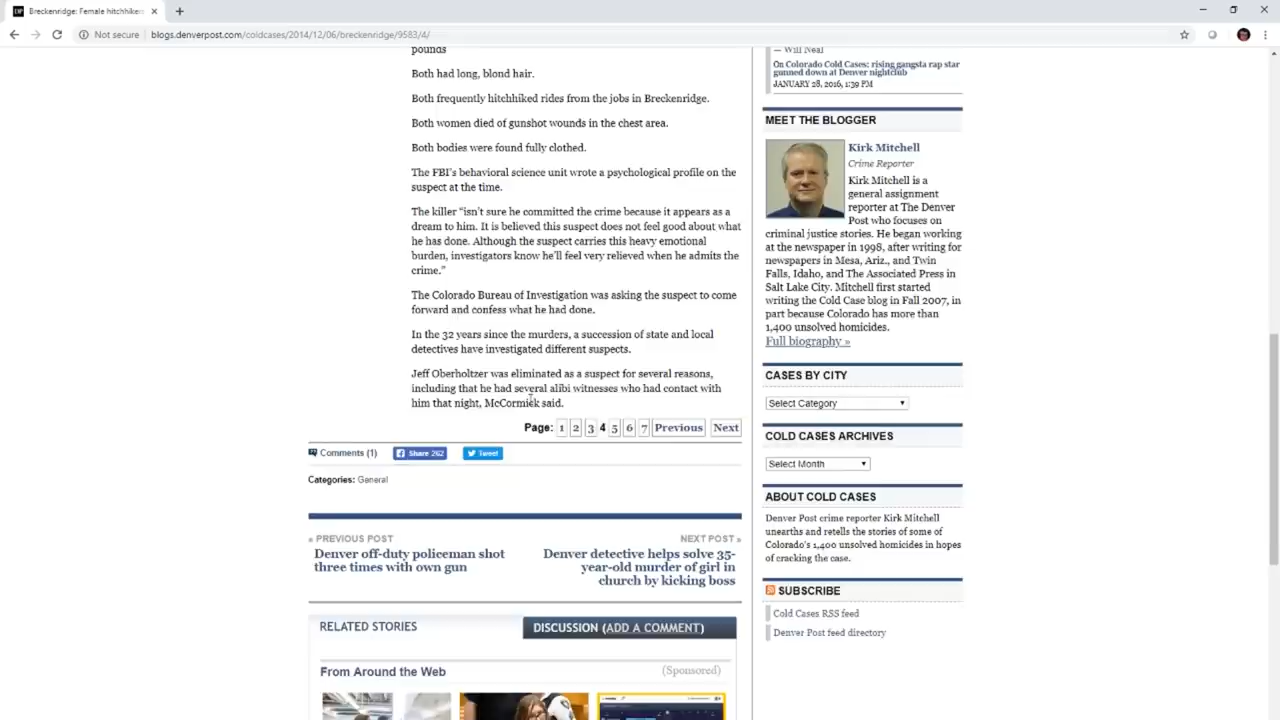 Breckenridge: Female hitchhikers
Not secure
blogs.denverpost.com/coldcases/2014/12/06/breckenridge/9583/4/
pounds
Both had long, blond hair.
Both frequently hitchhiked rides from the jobs in Breckenridge.
Both women died of gunshot wounds in the chest area.
Both bodies were found fully clothed.
The FBI's behavioral science unit wrote a psychological profile on the
suspect at the time.
The killer “isn't sure he committed the crime because it appears as a
dream to him. It is believed this suspect does not feel good about what
he has done. Although the suspect carries this heavy emotional
burden, investigators know he'll feel very relieved when he admits the
crime.”
The Colorado Bureau of Investigation was asking the suspect to come
forward and confess what he had done.
In the 32 years since the murders, a succession of state and local
detectives have investigated different suspects.
Jeff Oberholtzer was eliminated as a suspect for several reasons,
including that he had several alibi witnesses who had contact with
him that night, McCormick said.
Page: 1 2 3 4 5 6 7 Previous Next
Comments (1) Share 262 Tweet
Categories: General
« PREVIOUS POST
Denver off-duty policeman shot
three times with own gun
NEXT POST »
Denver detective helps solve 35-
year-old murder of girl in
church by kicking boss
RELATED STORIES
DISCUSSION (ADD A COMMENT)
From Around the Web
(Sponsored)
— Will Neal
On Colorado Cold Cases: rising gangsta rap star
gunned down at Denver nightclub
JANUARY 28, 2016, 1:39 PM
MEET THE BLOGGER
Kirk Mitchell
Crime Reporter
Kirk Mitchell is a
general assignment
reporter at The Denver
Post who focuses on
criminal justice stories. He began working
at the newspaper in 1998, after writing for
newspapers in Mesa, Ariz., and Twin
Falls, Idaho, and The Associated Press in
Salt Lake City. Mitchell first started
writing the Cold Case blog in Fall 2007, in
part because Colorado has more than
1,400 unsolved homicides.
Full biography »
CASES BY CITY
Select Category
COLD CASES ARCHIVES
Select Month
ABOUT COLD CASES
Denver Post crime reporter Kirk Mitchell
unearths and retells the stories of some of
Colorado's 1,400 unsolved homicides in hopes
of cracking the case.
SUBSCRIBE
Cold Cases RSS feed
Denver Post feed directory